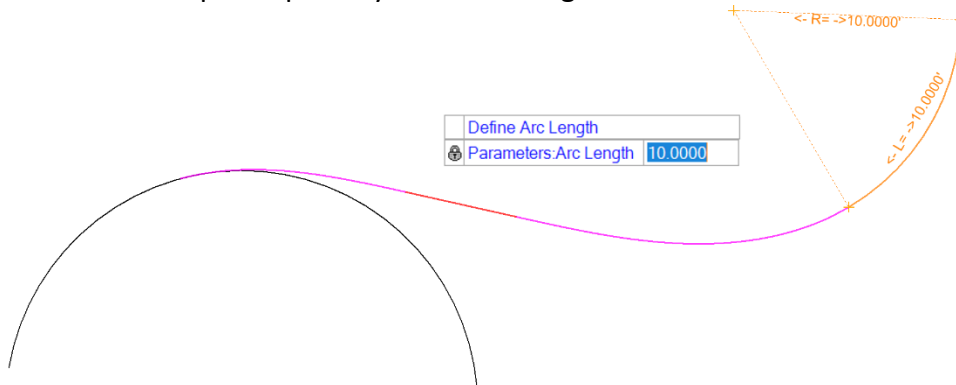 <- R= ->10.0000'
<- L= ->10.0000'
Define Arc Length
Parameters:Arc Length 10.0000